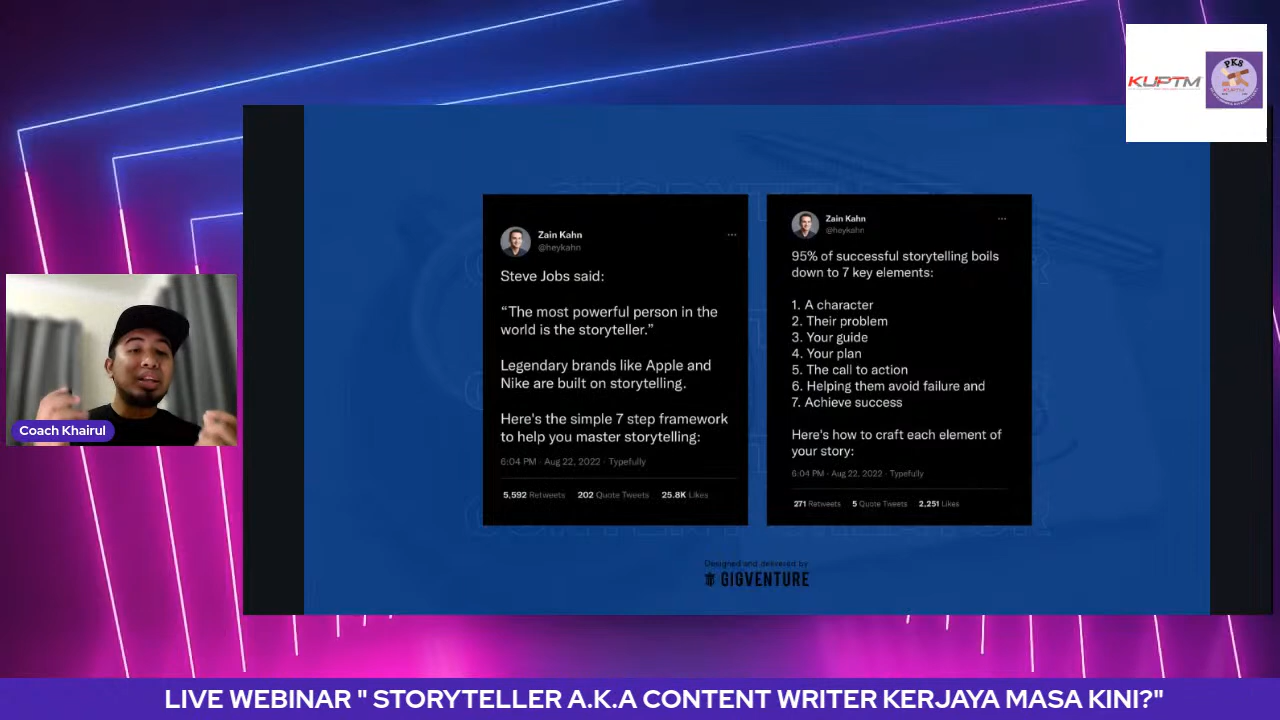 KUPTM
PKS
Zain Kahn
@heykahn
Steve Jobs said:
“The most powerful person in the
world is the storyteller.”
Legendary brands like Apple and
Nike are built on storytelling.
Here's the simple 7 step framework
to help you master storytelling:
6:04 PM · Aug 22, 2022 · Typefully
5,592 Retweets 202 Quote Tweets 25.8K Likes
Zain Kahn
@heykahn
95% of successful storytelling boils
down to 7 key elements:
1. A character
2. Their problem
3. Your guide
4. Your plan
5. The call to action
6. Helping them avoid failure and
7. Achieve success
Here's how to craft each element of
your story:
6:04 PM · Aug 22, 2022 · Typefully
271 Retweets 5 Quote Tweets 2,251 Likes
Coach Khairul
Designed and delivered by
GIGVENTURE
LIVE WEBINAR " STORYTELLER A.K.A CONTENT WRITER KERJAYA MASA KINI?"